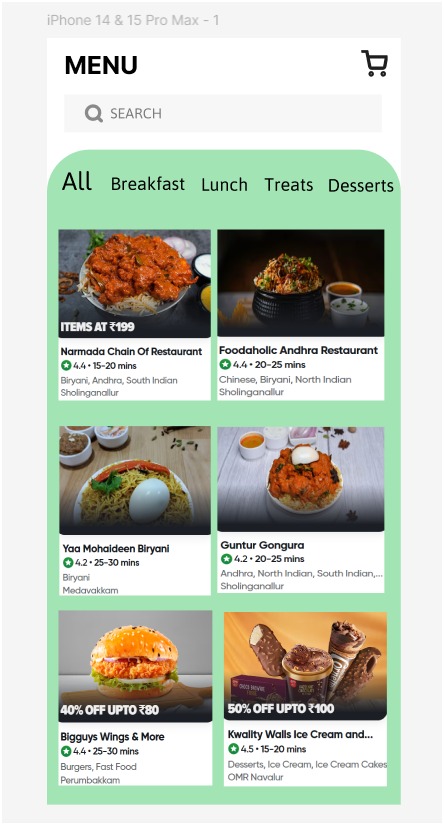 iPhone 14 & 15 Pro Max - 1
MENU
SEARCH
All Breakfast Lunch Treats Desserts
ITEMS AT ₹199
Narmada Chain Of Restaurant
4.4 • 15-20 mins
Biryani, Andhra, South Indian
Sholinganallur
Foodaholic Andhra Restaurant
4.4 • 20-25 mins
Chinese, Biryani, North Indian
Sholinganallur
Yaa Mohaideen Biryani
4.2 • 25-30 mins
Biryani
Medavakkam
Guntur Gongura
4.2 • 20-25 mins
Andhra, North Indian, South Indian,...
Sholinganallur
40% OFF UPTO ₹80
Bigguys Wings & More
4.4 • 25-30 mins
Burgers, Fast Food
Perumbakkam
50% OFF UPTO ₹100
Kwality Walls Ice Cream and...
4.5 • 15-20 mins
Desserts, Ice Cream, Ice Cream Cakes
OMR Navalur